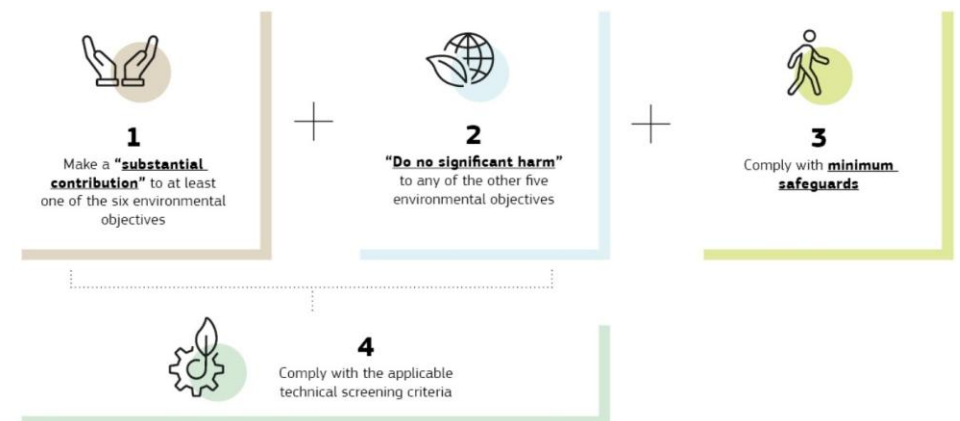 1
Make a “substantial
contribution” to at least
one of the six environmental
objectives
2
“Do no significant harm”
to any of the other five
environmental objectives
3
Comply with minimum
safeguards
4
Comply with the applicable
technical screening criteria